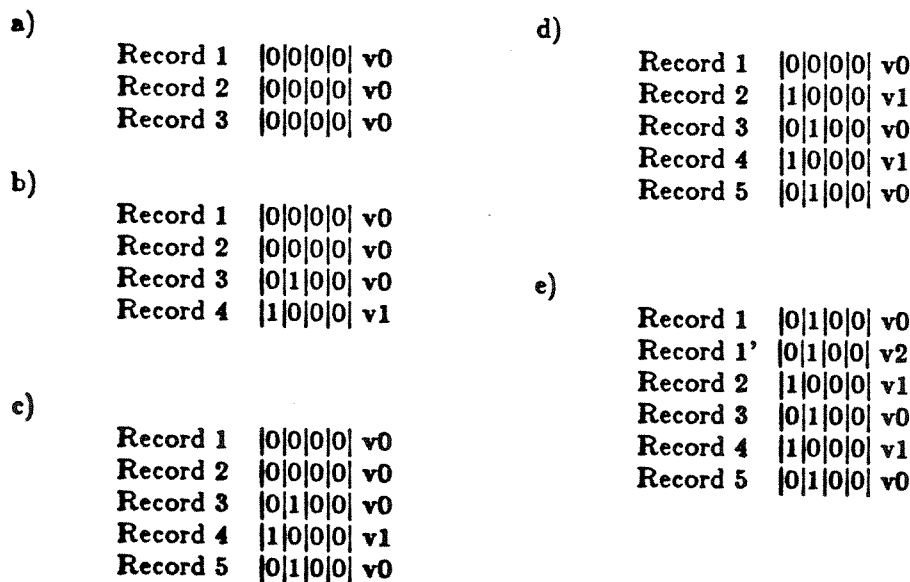 a)
Record 1 |0|0|0|0| v0
Record 2 |0|0|0|0| v0
Record 3 |0|0|0|0| v0
b)
Record 1 |0|0|0|0| v0
Record 2 |0|0|0|0| v0
Record 3 |0|1|0|0| v0
Record 4 |1|0|0|0| v1
c)
Record 1 |0|0|0|0| v0
Record 2 |0|0|0|0| v0
Record 3 |0|1|0|0| v0
Record 4 |1|0|0|0| v1
Record 5 |0|1|0|0| v0
d)
Record 1 |0|0|0|0| v0
Record 2 |1|0|0|0| v1
Record 3 |0|1|0|0| v0
Record 4 |1|0|0|0| v1
Record 5 |0|1|0|0| v0
e)
Record 1 |0|1|0|0| v0
Record 1’ |0|1|0|0| v2
Record 2 |1|0|0|0| v1
Record 3 |0|1|0|0| v0
Record 4 |1|0|0|0| v1
Record 5 |0|1|0|0| v0